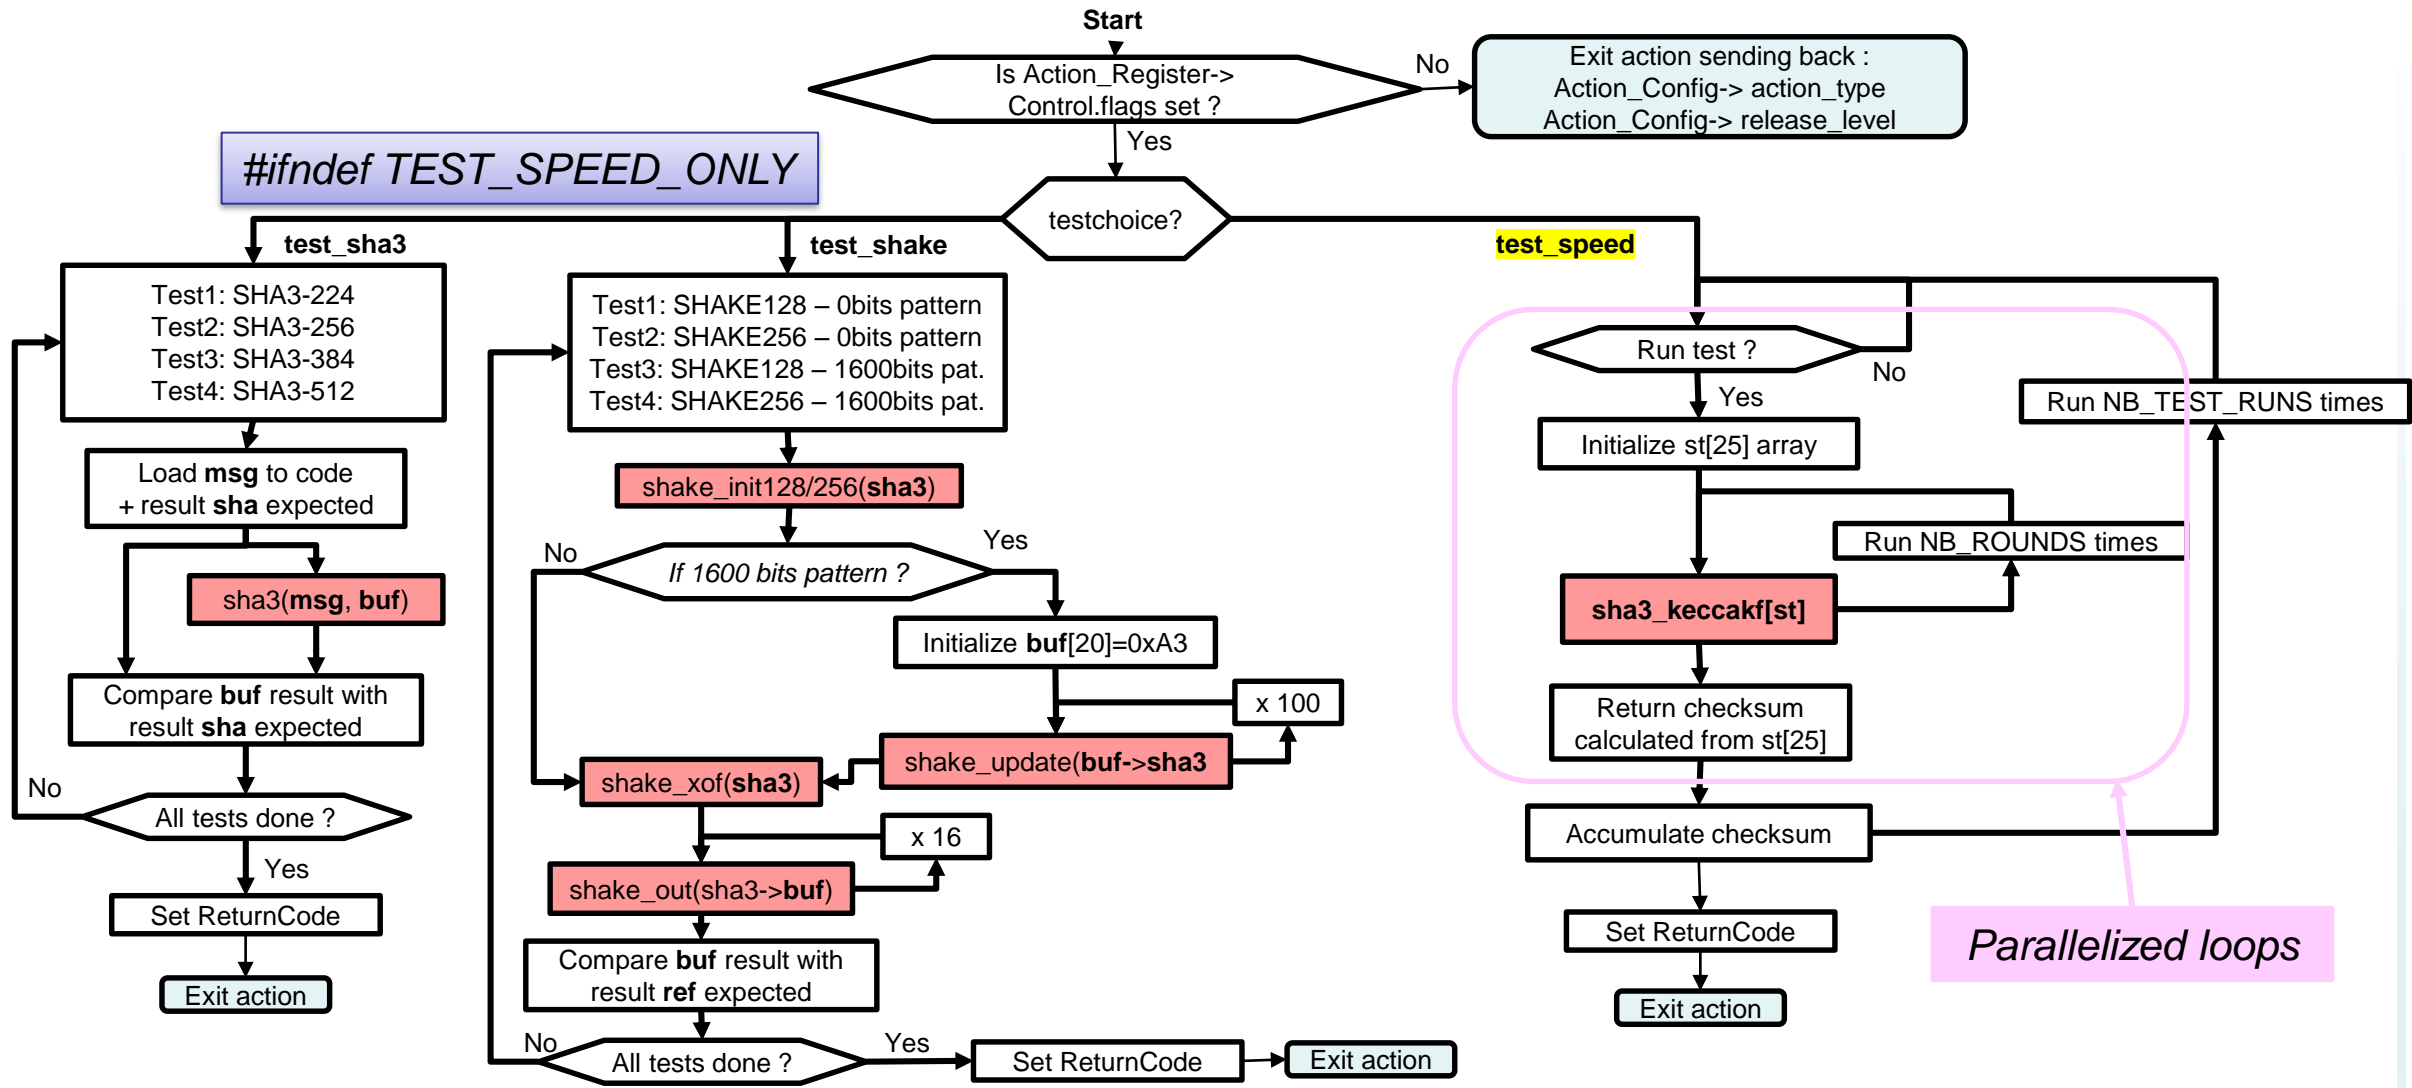 Start
Is Action_Register->
Control.flags set ?
No
Exit action sending back :
Action_Config-> action_type
Action_Config-> release_level
Yes
#ifndef TEST_SPEED_ONLY
testchoice?
test_sha3
test_shake
test_speed
Test1: SHA3-224
Test2: SHA3-256
Test3: SHA3-384
Test4: SHA3-512
Load msg to code
+ result sha expected
sha3(msg, buf)
Compare buf result with
result sha expected
No
All tests done ?
Yes
Set ReturnCode
Exit action
Test1: SHAKE128 – 0bits pattern
Test2: SHAKE256 – 0bits pattern
Test3: SHAKE128 – 1600bits pat.
Test4: SHAKE256 – 1600bits pat.
shake_init128/256(sha3)
No
If 1600 bits pattern ?
Yes
Initialize buf[20]=0xA3
x 100
shake_update(buf->sha3
shake_xof(sha3)
x 16
shake_out(sha3->buf)
Compare buf result with
result ref expected
No
All tests done ?
Yes
Set ReturnCode
Exit action
Run test ?
No
Yes
Run NB_TEST_RUNS times
Initialize st[25] array
Run NB_ROUNDS times
sha3_keccakf[st]
Return checksum
calculated from st[25]
Accumulate checksum
Set ReturnCode
Exit action
Parallelized loops